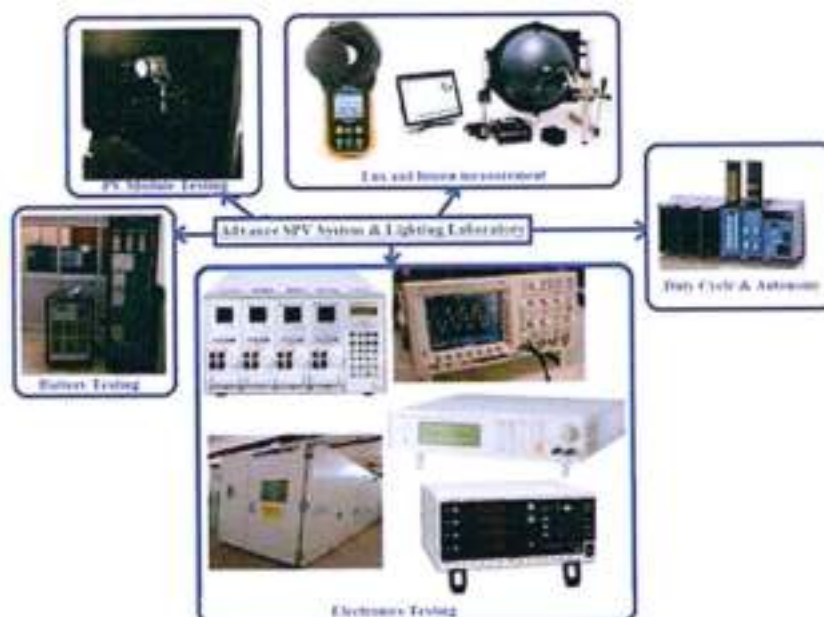 PV Module Testing
Lux and lumen measurement
Advance SPV System & Lighting Laboratory
Duty Cycle & Autonomy
Battery Testing
Electronics Testing